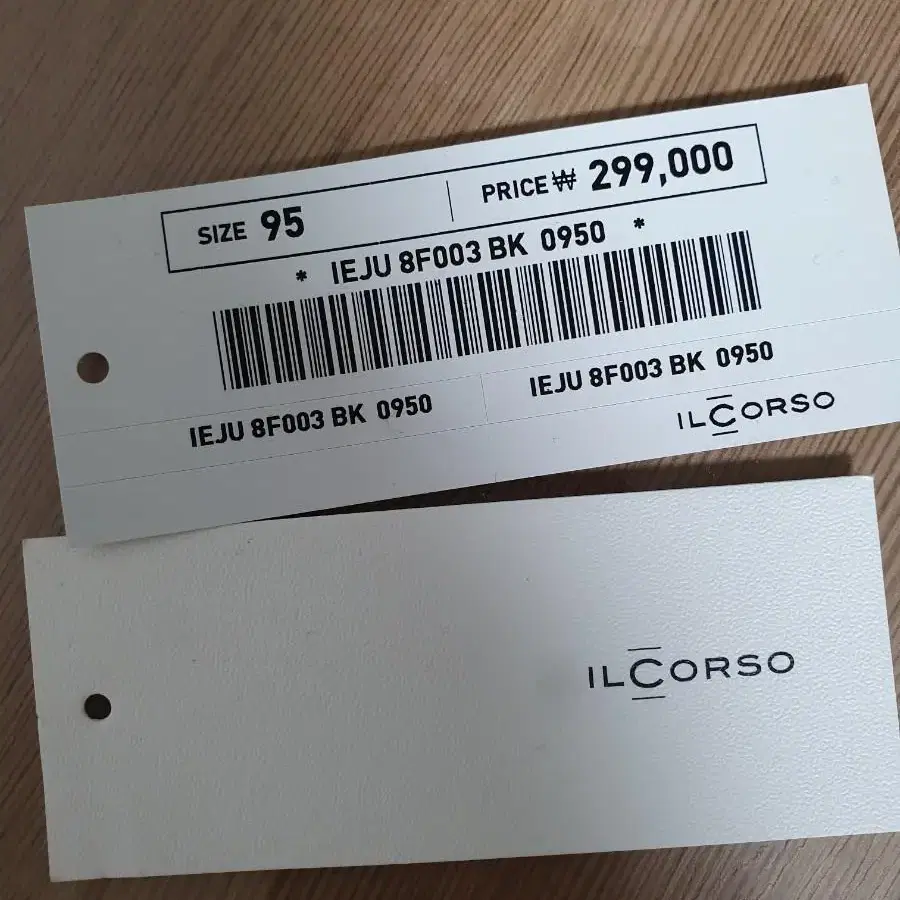 SIZE 95 PRICE ₩ 299,000
* IEJU 8F003 BK 0950 *
IEJU 8F003 BK 0950 IEJU 8F003 BK 0950
ILCORSO
ILCORSO